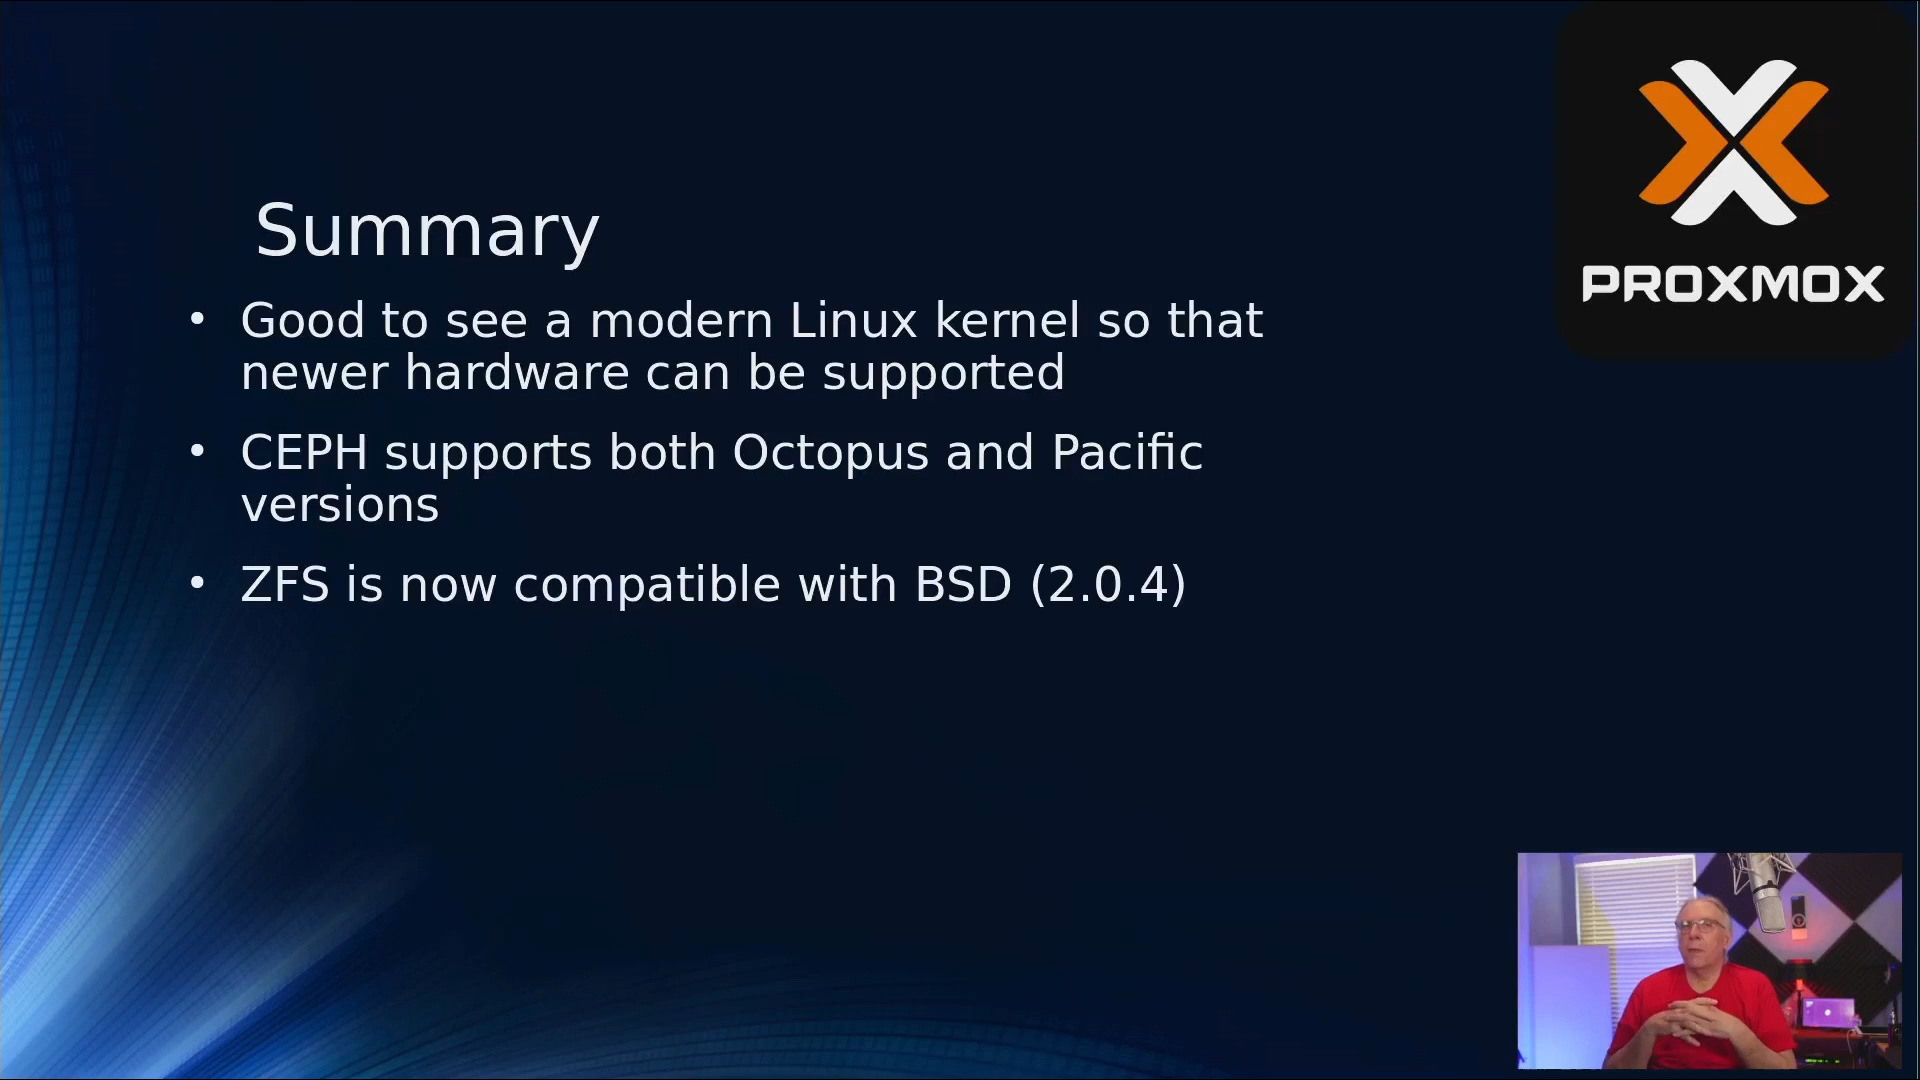 PROXMOX
Summary
• Good to see a modern Linux kernel so that
newer hardware can be supported
• CEPH supports both Octopus and Pacific
versions
• ZFS is now compatible with BSD (2.0.4)